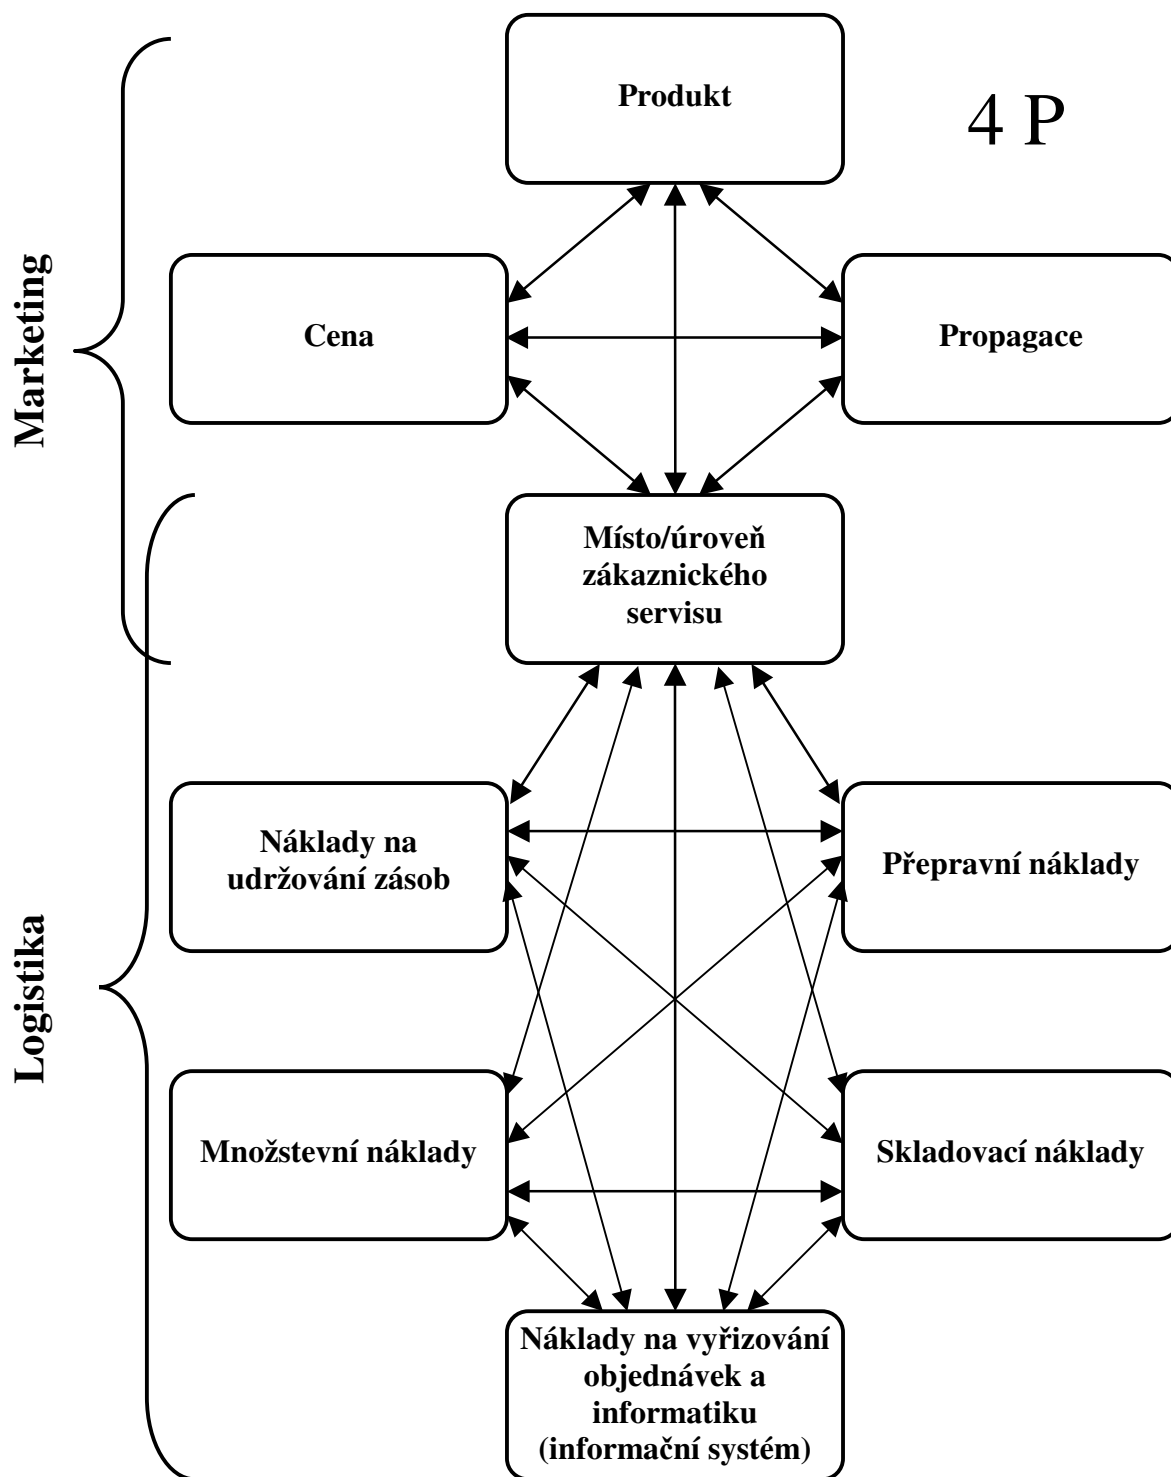 Produkt
4 P
Marketing
Cena
Propagace
Místo/úroveň
zákaznického
servisu
Náklady na
udržování zásob
Přepravní náklady
Logistika
Množstevní náklady
Skladovací náklady
Náklady na vyřizování
objednávek a
informatiku
(informační systém)